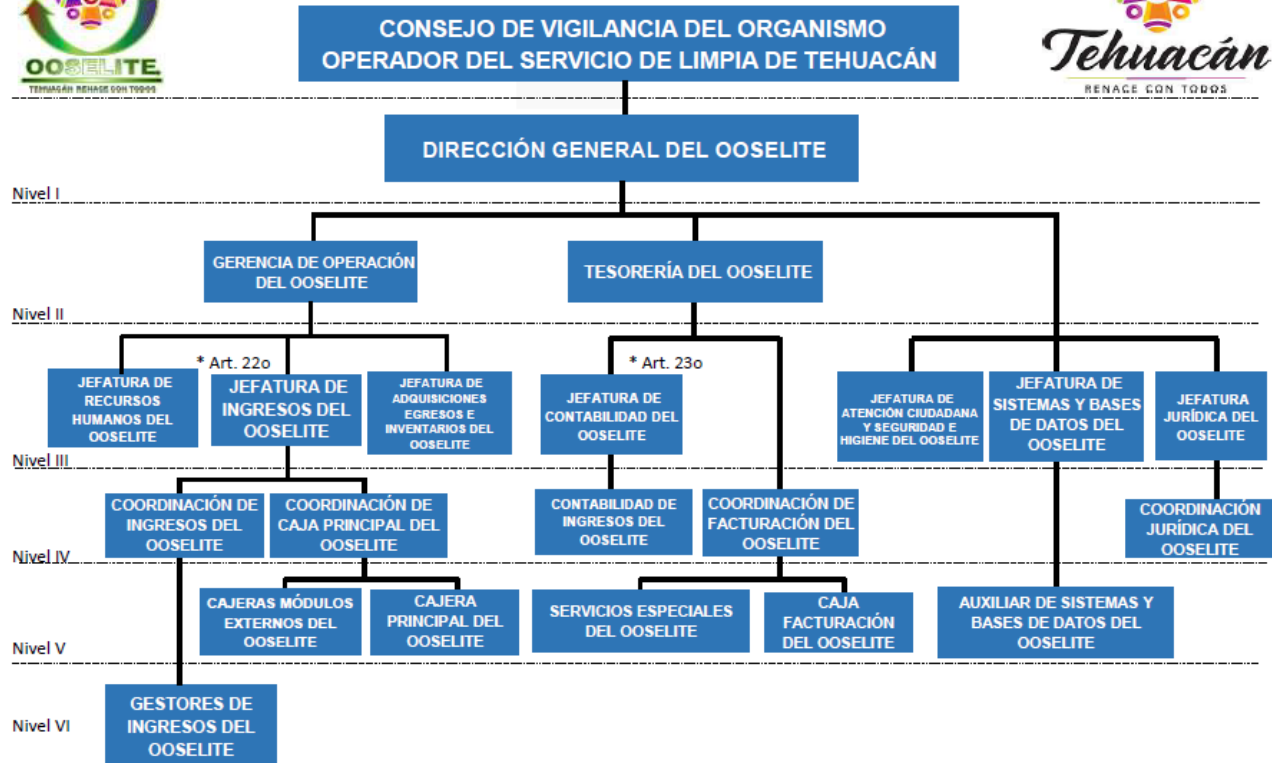 OOSELITE
TEHUACÁN RENACE CON TODOS
CONSEJO DE VIGILANCIA DEL ORGANISMO
OPERADOR DEL SERVICIO DE LIMPIA DE TEHUACÁN
Tehuacán
RENACE CON TODOS
DIRECCIÓN GENERAL DEL OOSELITE
Nivel I
GERENCIA DE OPERACIÓN
DEL OOSELITE
TESORERÍA DEL OOSELITE
Nivel II
* Art. 22o
* Art. 23o
JEFATURA DE
RECURSOS
HUMANOS DEL
OOSELITE
JEFATURA DE
INGRESOS DEL
OOSELITE
JEFATURA DE
ADQUISICIONES
EGRESOS E
INVENTARIOS DEL
OOSELITE
JEFATURA DE
CONTABILIDAD DEL
OOSELITE
JEFATURA DE
ATENCIÓN CIUDADANA
Y SEGURIDAD E
HIGIENE DEL OOSELITE
JEFATURA DE
SISTEMAS Y BASES
DE DATOS DEL
OOSELITE
JEFATURA
JURÍDICA DEL
OOSELITE
Nivel III
COORDINACIÓN DE
INGRESOS DEL
OOSELITE
COORDINACIÓN DE
CAJA PRINCIPAL DEL
OOSELITE
CONTABILIDAD DE
INGRESOS DEL
OOSELITE
COORDINACIÓN DE
FACTURACIÓN DEL
OOSELITE
COORDINACIÓN
JURÍDICA DEL
OOSELITE
Nivel IV
CAJERAS MÓDULOS
EXTERNOS DEL
OOSELITE
CAJERA
PRINCIPAL DEL
OOSELITE
SERVICIOS ESPECIALES
DEL OOSELITE
CAJA
FACTURACIÓN
DEL OOSELITE
AUXILIAR DE SISTEMAS Y
BASES DE DATOS DEL
OOSELITE
Nivel V
GESTORES DE
INGRESOS DEL
OOSELITE
Nivel VI